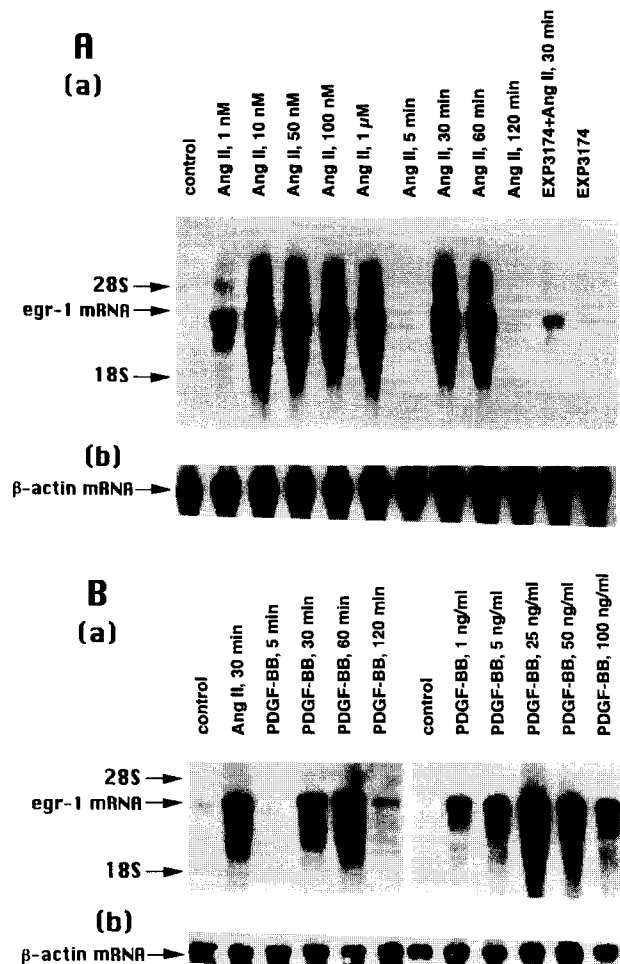 A
(a)
control
Ang II, 1 nM
Ang II, 10 nM
Ang II, 50 nM
Ang II, 100 nM
Ang II, 1 µM
Ang II, 5 min
Ang II, 30 min
Ang II, 60 min
Ang II, 120 min
EXP3174+Ang II, 30 min
EXP3174
28S
egr-1 mRNA
18S
(b)
β-actin mRNA
B
(a)
control
Ang II, 30 min
PDGF-BB, 5 min
PDGF-BB, 30 min
PDGF-BB, 60 min
PDGF-BB, 120 min
control
PDGF-BB, 1 ng/ml
PDGF-BB, 5 ng/ml
PDGF-BB, 25 ng/ml
PDGF-BB, 50 ng/ml
PDGF-BB, 100 ng/ml
28S
egr-1 mRNA
18S
(b)
β-actin mRNA